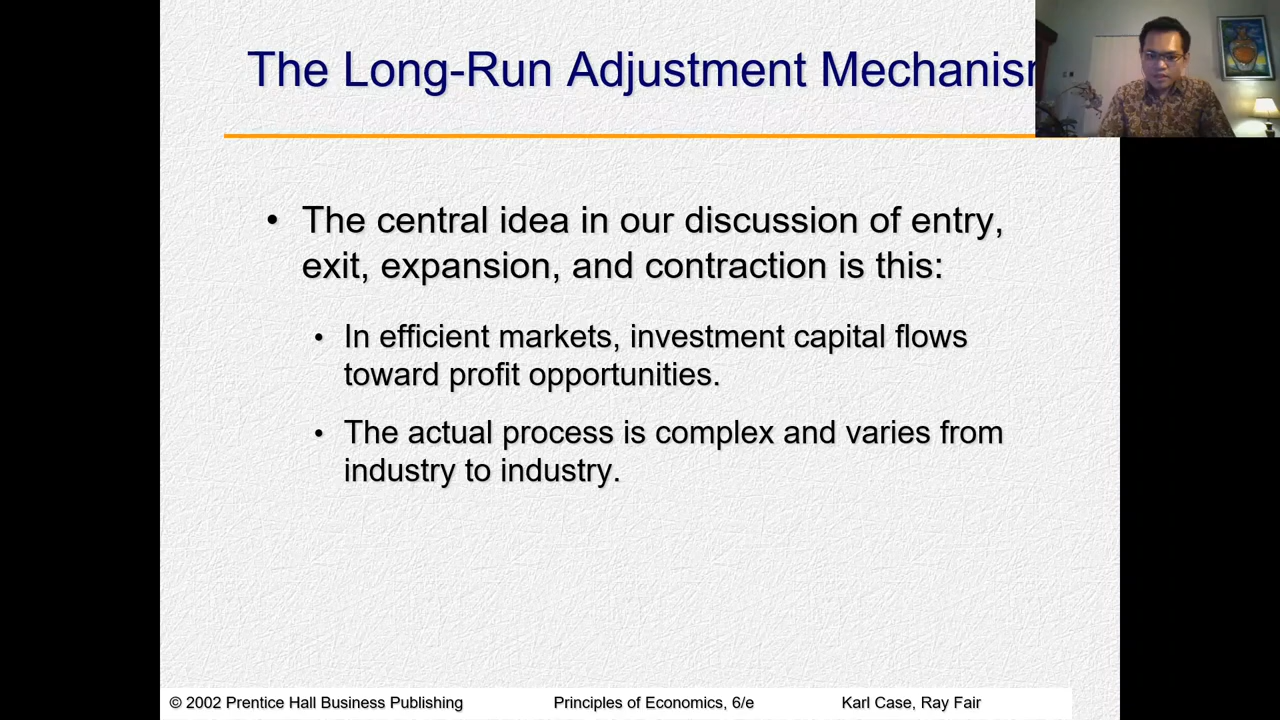 The Long-Run Adjustment Mechanis
• The central idea in our discussion of entry,
exit, expansion, and contraction is this:
• In efficient markets, investment capital flows
toward profit opportunities.
• The actual process is complex and varies from
industry to industry.
© 2002 Prentice Hall Business Publishing Principles of Economics, 6/e Karl Case, Ray Fair